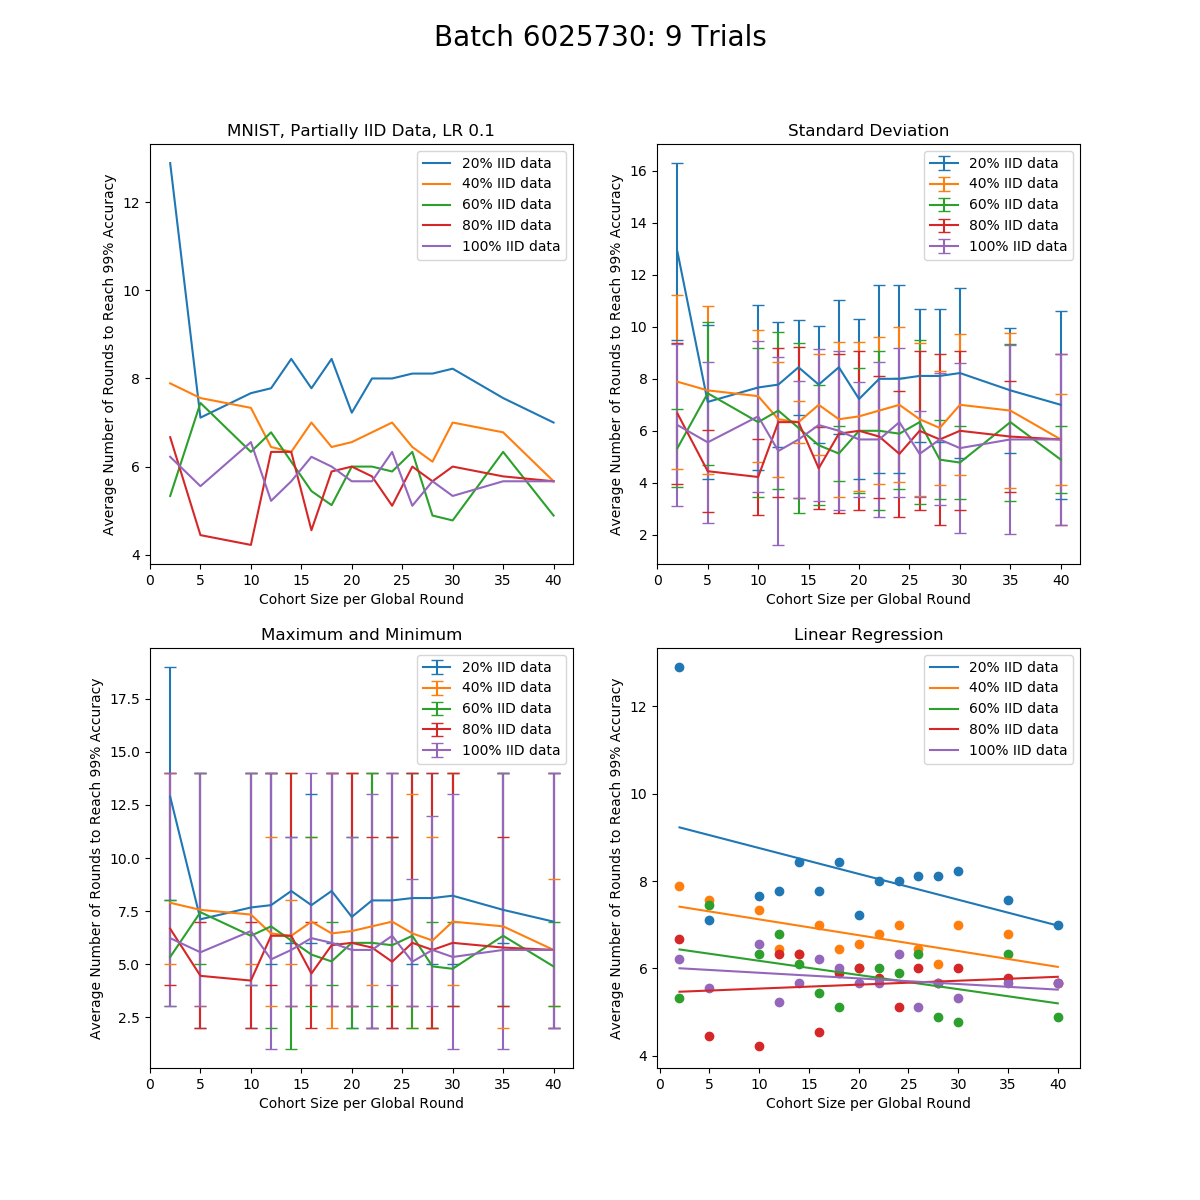 Batch 6025730: 9 Trials
MNIST, Partially IID Data, LR 0.1
Average Number of Rounds to Reach 99% Accuracy
12
10
8
6
4
0 5 10 15 20 25 30 35 40
Cohort Size per Global Round
20% IID data
40% IID data
60% IID data
80% IID data
100% IID data
Standard Deviation
Average Number of Rounds to Reach 99% Accuracy
16
14
12
10
8
6
4
2
0 5 10 15 20 25 30 35 40
Cohort Size per Global Round
20% IID data
40% IID data
60% IID data
80% IID data
100% IID data
Maximum and Minimum
Average Number of Rounds to Reach 99% Accuracy
17.5
15.0
12.5
10.0
7.5
5.0
2.5
0 5 10 15 20 25 30 35 40
Cohort Size per Global Round
20% IID data
40% IID data
60% IID data
80% IID data
100% IID data
Linear Regression
Average Number of Rounds to Reach 99% Accuracy
12
10
8
6
4
0 5 10 15 20 25 30 35 40
Cohort Size per Global Round
20% IID data
40% IID data
60% IID data
80% IID data
100% IID data